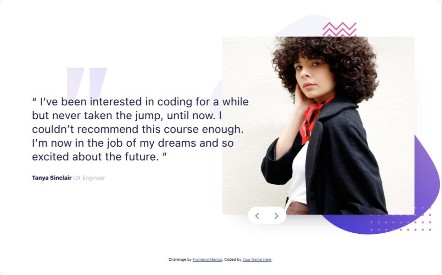 “ I've been interested in coding for a while
but never taken the jump, until now. I
couldn't recommend this course enough.
I'm now in the job of my dreams and so
excited about the future. ”
Tanya Sinclair UX Engineer
Challenge by Frontend Mentor. Coded by Your Name Here.